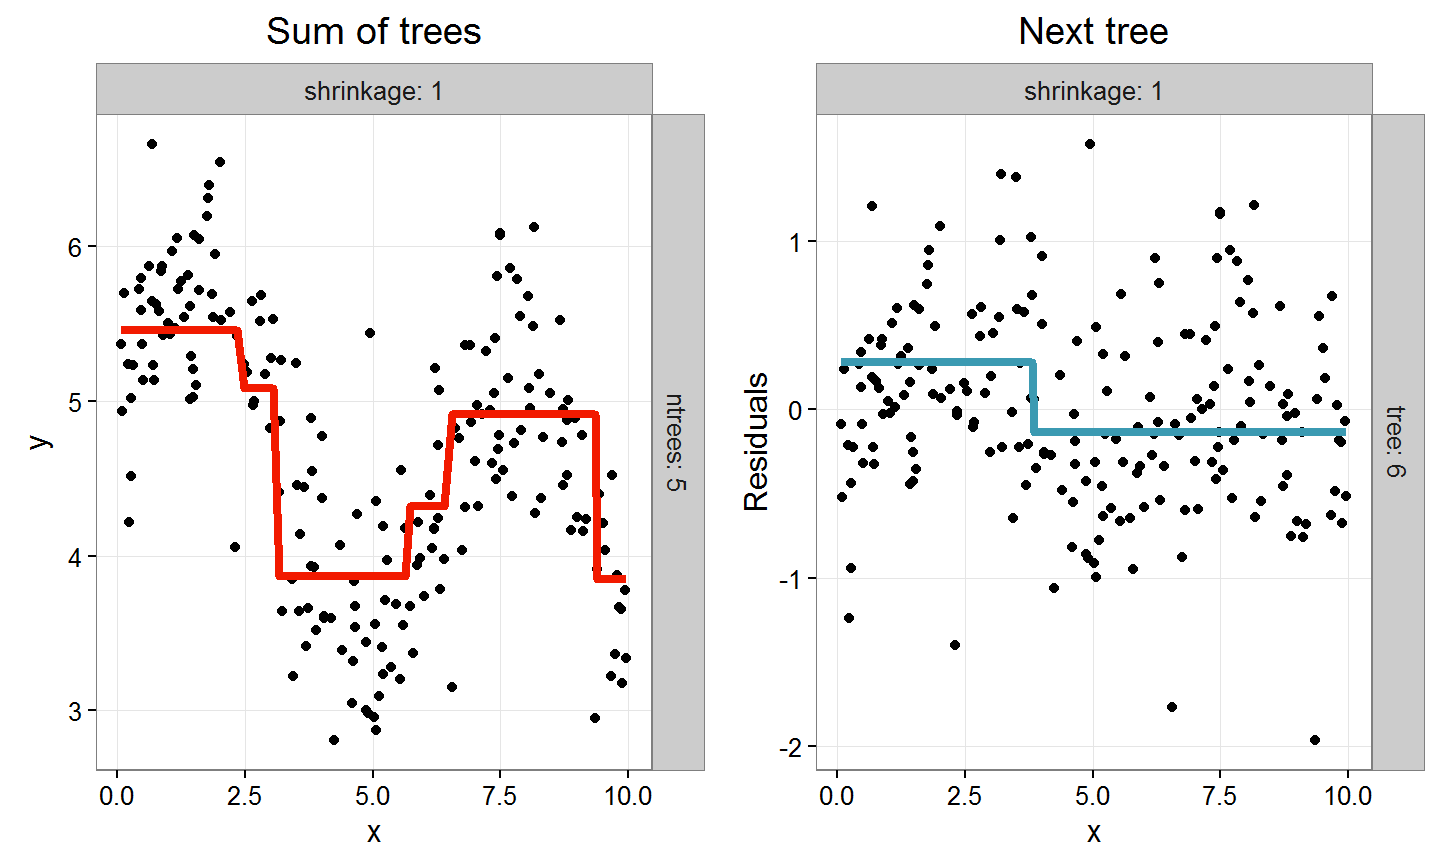 Sum of trees
shrinkage: 1
ntrees: 5
y
6
5
4
3
0.0 2.5 5.0 7.5 10.0
x
Next tree
shrinkage: 1
tree: 6
Residuals
1
0
-1
-2
0.0 2.5 5.0 7.5 10.0
x